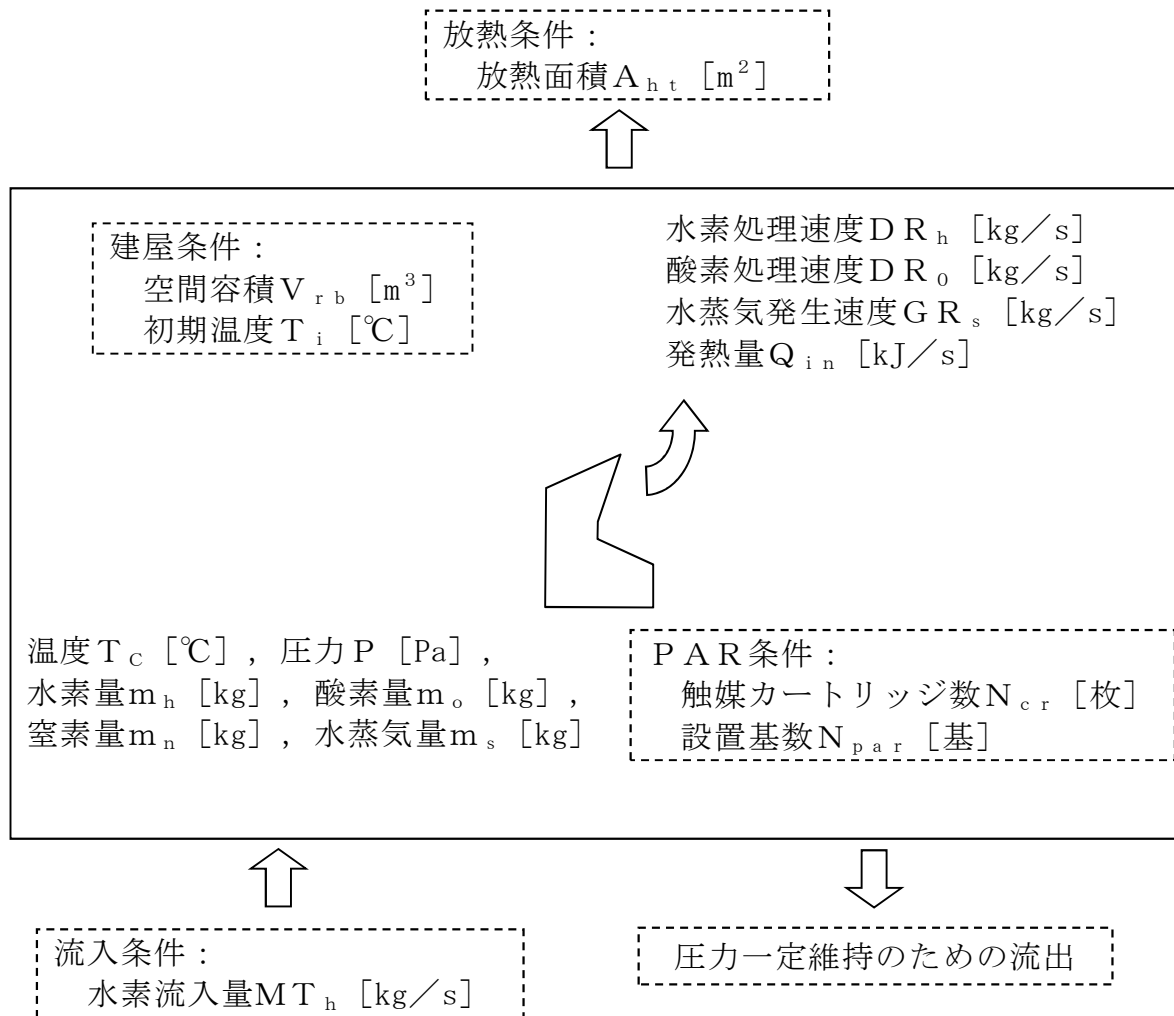 放熱条件:
放熱面積Aₕₜ [m²]
建屋条件:
空間容積Vᵣb [m³]
初期温度Tᵢ [℃]
水素処理速度DRₕ [kg/s]
酸素処理速度DR₀ [kg/s]
水蒸気発生速度GRₛ [kg/s]
発熱量Qᵢₙ [kJ/s]
温度Tc [℃] , 圧力P [Pa] ,
水素量mₕ [kg] , 酸素量mₒ [kg] ,
窒素量mₙ [kg] , 水蒸気量mₛ [kg]
PAR条件:
触媒カートリッジ数Ncᵣ [枚]
設置基数Nₚₐᵣ [基]
流入条件:
水素流入量MTₕ [kg/s]
圧力一定維持のための流出